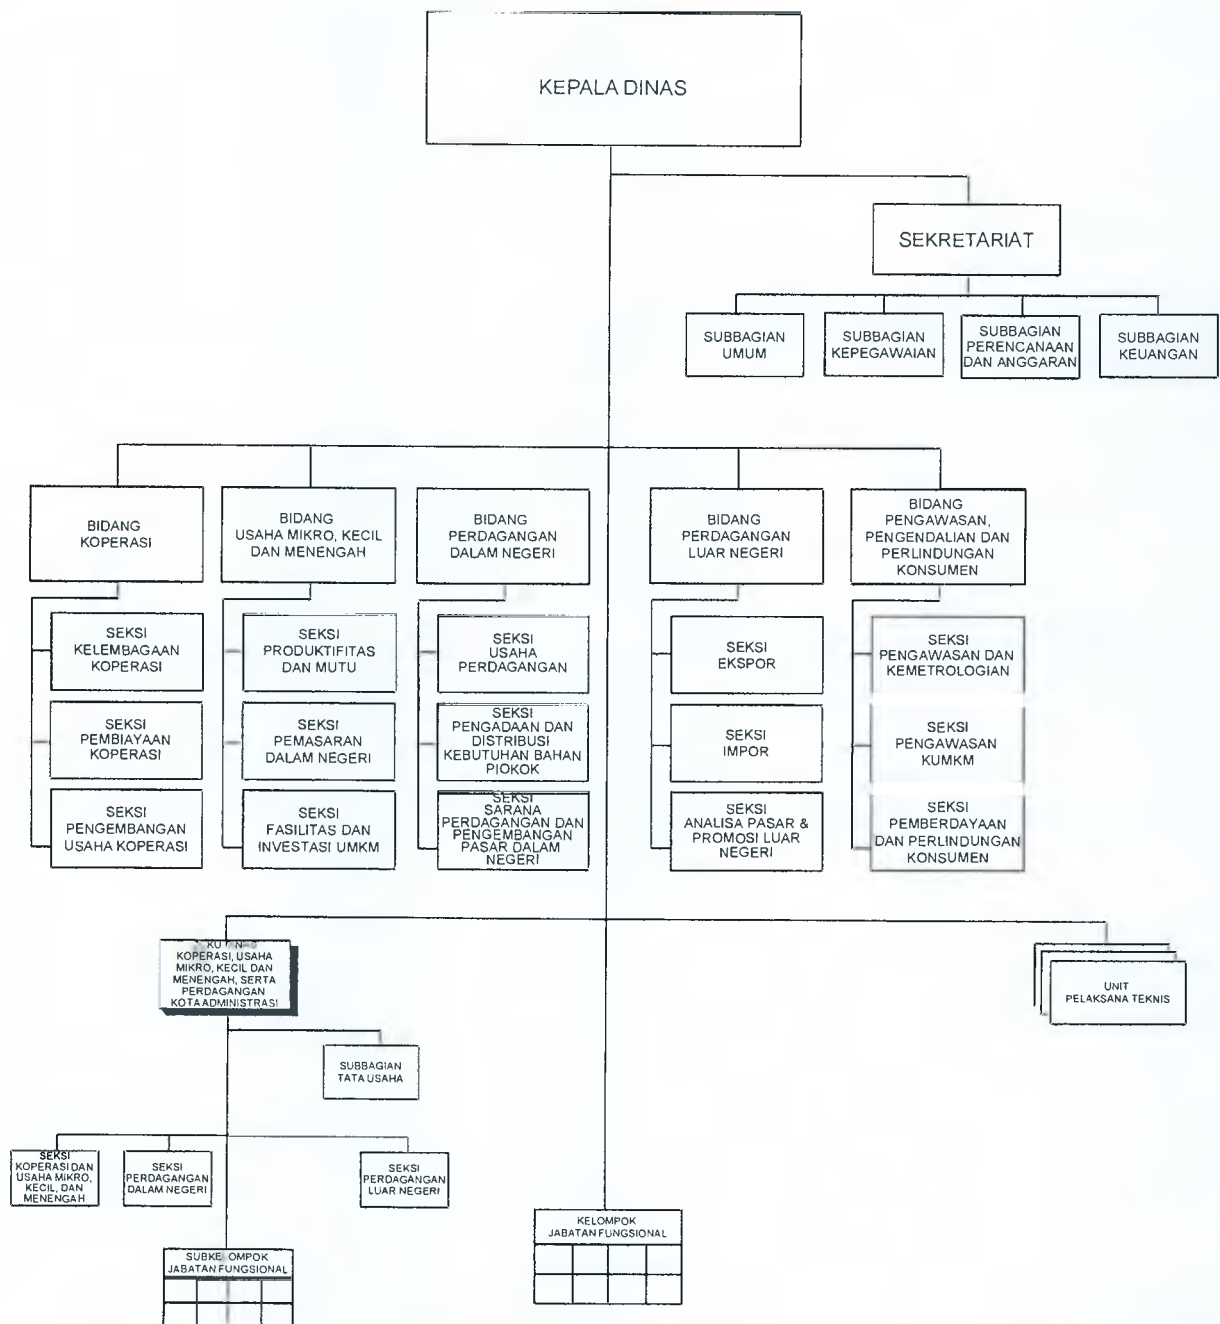 KEPALA DINAS
SEKRETARIAT
SUBBAGIAN
UMUM
SUBBAGIAN
KEPEGAWAIAN
SUBBAGIAN
PERENCANAAN
DAN ANGGARAN
SUBBAGIAN
KEUANGAN
BIDANG
KOPERASI
BIDANG
USAHA MIKRO, KECIL
DAN MENENGAH
BIDANG
PERDAGANGAN
DALAM NEGERI
BIDANG
PERDAGANGAN
LUAR NEGERI
BIDANG
PENGAWASAN,
PENGENDALIAN DAN
PERLINDUNGAN
KONSUMEN
SEKSI
KELEMBAGAAN
KOPERASI
SEKSI
PRODUKTIFITAS
DAN MUTU
SEKSI
USAHA
PERDAGANGAN
SEKSI
EKSPOR
SEKSI
PENGAWASAN DAN
KEMETROLOGIAN
SEKSI
PEMBIAYAAN
KOPERASI
SEKSI
PEMASARAN
DALAM NEGERI
SEKSI
PENGADAAN DAN
DISTRIBUSI
KEBUTUHAN BAHAN
PIOKOK
SEKSI
IMPOR
SEKSI
PENGAWASAN
KUMKM
SEKSI
PENGEMBANGAN
USAHA KOPERASI
SEKSI
FASILITAS DAN
INVESTASI UMKM
SEKSI
SARANA
PERDAGANGAN DAN
PENGEMBANGAN
PASAR DALAM
NEGERI
SEKSI
ANALISA PASAR &
PROMOSI LUAR
NEGERI
SEKSI
PEMBERDAYAAN
DAN PERLINDUNGAN
KONSUMEN
KOPERASI, USAHA
MIKRO, KECIL DAN
MENENGAH, SERTA
PERDAGANGAN
KOTA ADMINISTRASI
UNIT
PELAKSANA TEKNIS
SUBBAGIAN
TATA USAHA
SEKSI
KOPERASI DAN
USAHA MIKRO,
KECIL, DAN
MENENGAH
SEKSI
PERDAGANGAN
DALAM NEGERI
SEKSI
PERDAGANGAN
LUAR NEGERI
KELOMPOK
JABATAN FUNGSIONAL
SUBKELOMPOK
JABATAN FUNGSIONAL